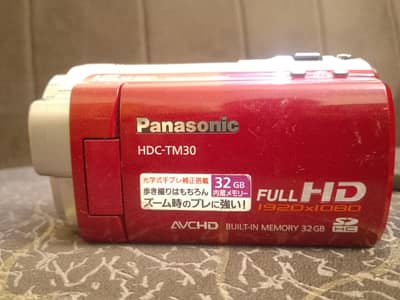 Panasonic
HDC-TM30
光学式手ブレ補正搭載
歩き撮りはもちろん
ズーム時のブレに強い!
32GB
内蔵メモリー
FULL HD
1920x1080
AVCHD BUILT-IN MEMORY 32GB
SD HC